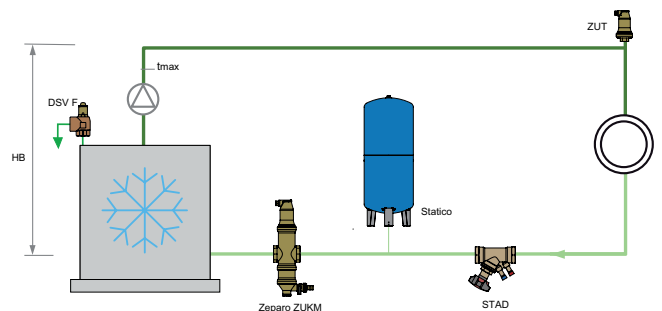 ZUT
tmax
DSV F
HB
Statico
STAD
Zeparo ZUKM